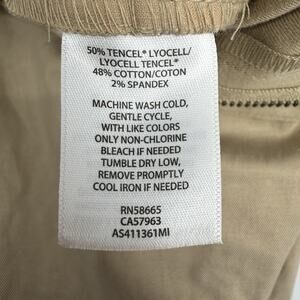 50% TENCEL® LYOCELL/
LYOCELL TENCEL®
48% COTTON/COTON
2% SPANDEX
MACHINE WASH COLD,
GENTLE CYCLE,
WITH LIKE COLORS
ONLY NON-CHLORINE
BLEACH IF NEEDED
TUMBLE DRY LOW,
REMOVE PROMPTLY
COOL IRON IF NEEDED
RN58665
CA57963
AS411361MI